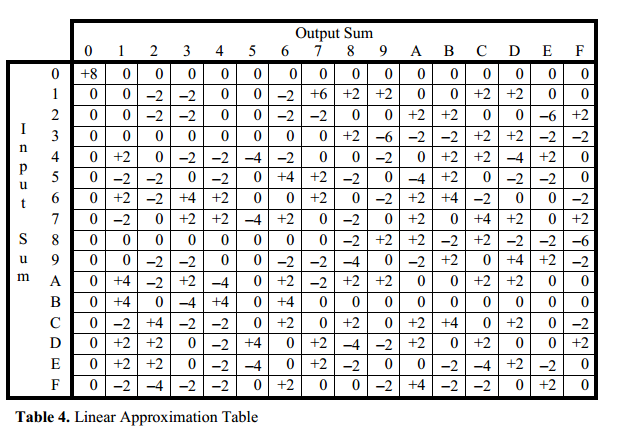 Output Sum
0 1 2 3 4 5 6 7 8 9 A B C D E F
Input Sum
0 +8 0 0 0 0 0 0 0 0 0 0 0 0 0 0 0
1 0 0 –2 –2 0 0 –2 +6 +2 +2 0 0 +2 +2 0 0
2 0 0 –2 –2 0 0 –2 –2 0 0 +2 +2 0 0 –6 +2
3 0 0 0 0 0 0 0 0 +2 –6 –2 –2 +2 +2 –2 –2
4 0 +2 0 –2 –2 –4 –2 0 0 –2 0 +2 +2 –4 +2 0
5 0 –2 –2 0 –2 0 +4 +2 –2 0 –4 +2 0 –2 –2 0
6 0 +2 –2 +4 +2 0 0 +2 0 –2 +2 +4 –2 0 0 –2
7 0 –2 0 +2 +2 –4 +2 0 –2 0 +2 0 +4 +2 0 +2
8 0 0 0 0 0 0 0 0 –2 +2 +2 –2 +2 –2 –2 –6
9 0 0 –2 –2 0 0 –2 –2 –4 0 –2 +2 0 +4 +2 –2
A 0 +4 –2 +2 –4 0 +2 –2 +2 +2 0 0 +2 +2 0 0
B 0 +4 0 –4 +4 0 +4 0 0 0 0 0 0 0 0 0
C 0 –2 +4 –2 –2 0 +2 0 +2 0 +2 +4 0 +2 0 –2
D 0 +2 +2 0 –2 +4 0 +2 –4 –2 +2 0 +2 0 0 +2
E 0 +2 +2 0 –2 –4 0 +2 –2 0 0 –2 –4 +2 –2 0
F 0 –2 –4 –2 –2 0 +2 0 0 –2 +4 –2 –2 0 +2 0
Table 4. Linear Approximation Table